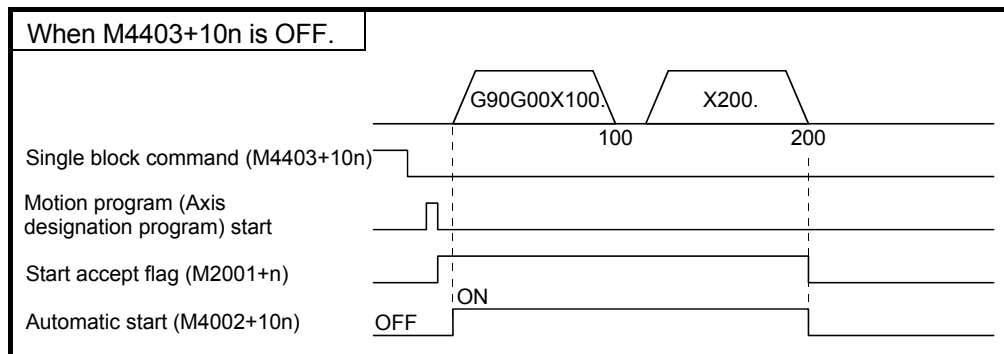 When M4403+10n is OFF.
G90G00X100.
X200.
100
200
Single block command (M4403+10n)
Motion program (Axis
designation program) start
Start accept flag (M2001+n)
ON
Automatic start (M4002+10n)
OFF